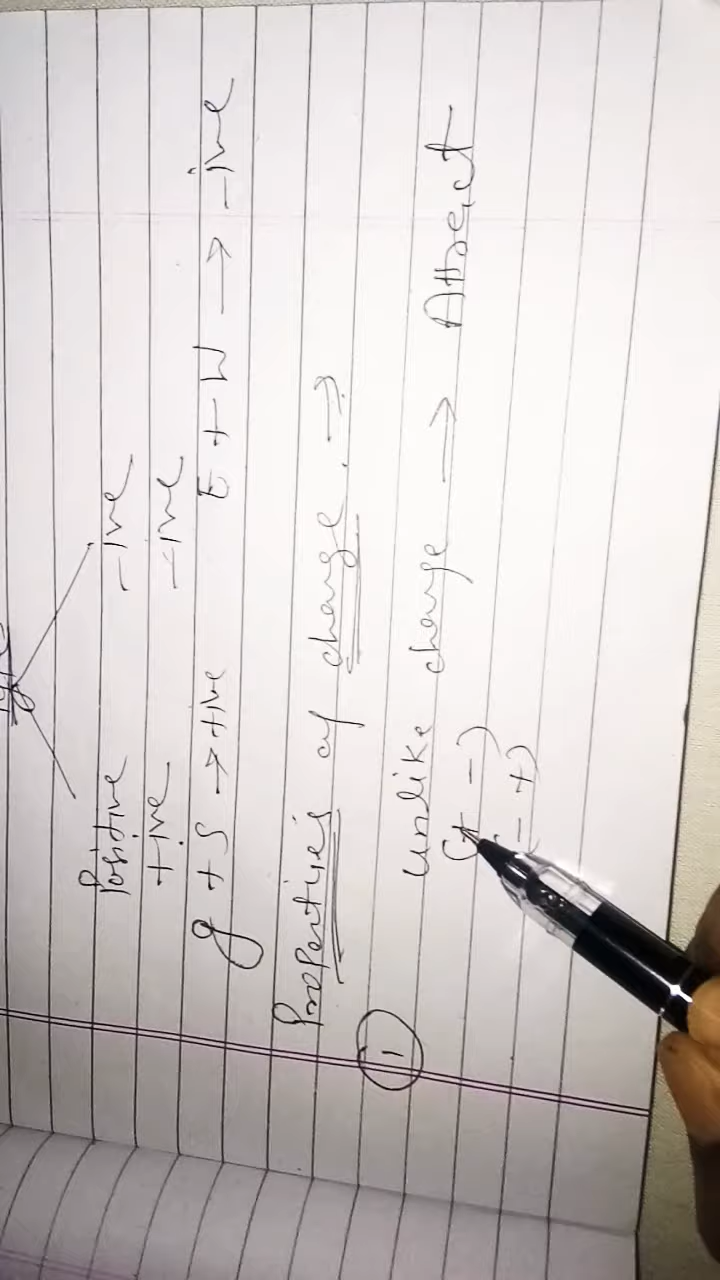 Positive -ive
+ive -ive
g + S → +ive E + W → -ive
Properties of charge. ⇒
① Unlike charge → Attract
(+ -)
(- +)